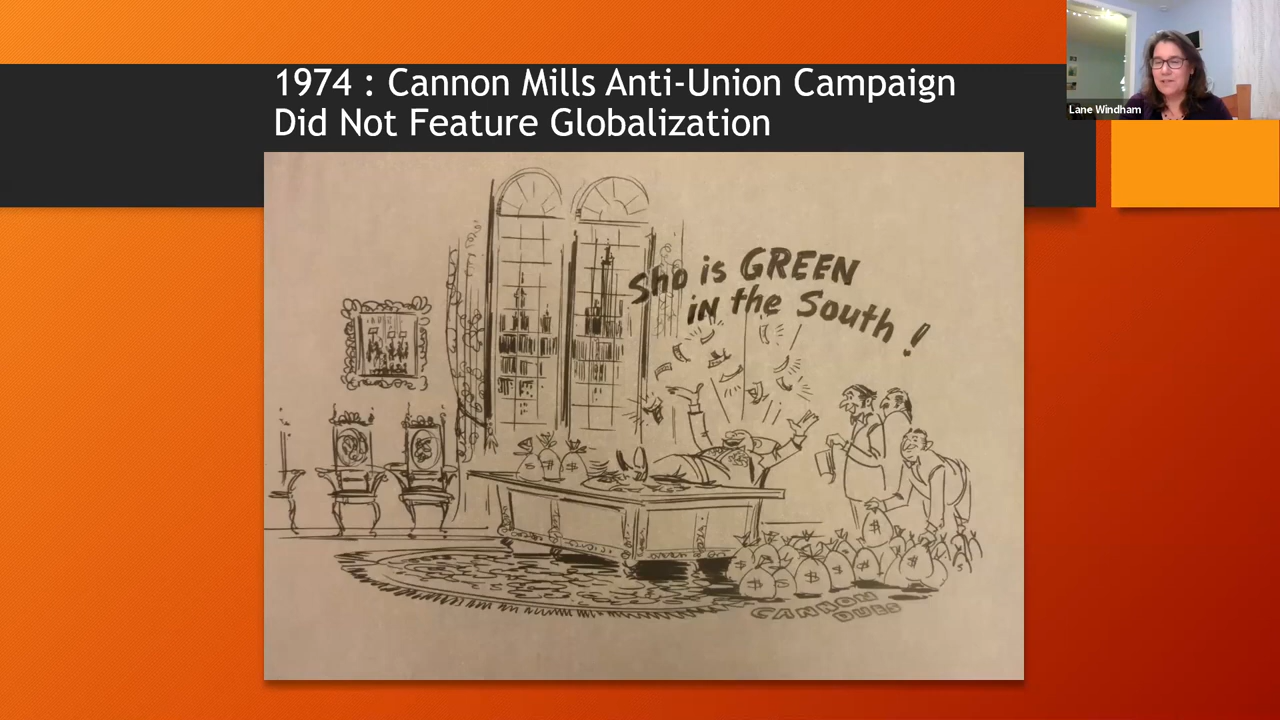 1974 : Cannon Mills Anti-Union Campaign
Did Not Feature Globalization
Lane Windham
Sho is GREEN
in the South !
$ $ $
$
$ $ $ $ $ $
CANNON
DUES